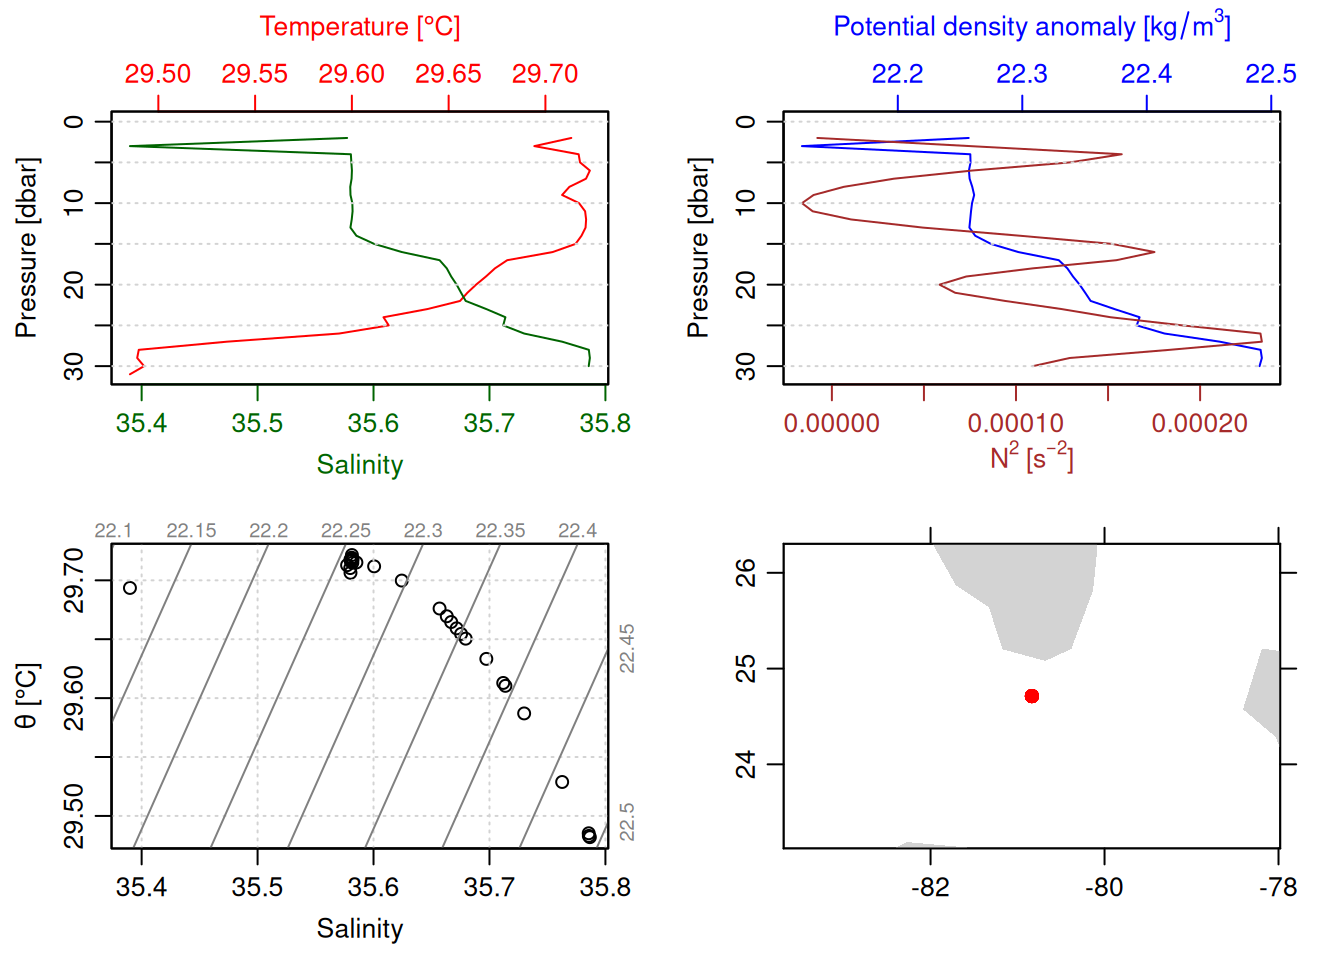 Temperature [°C]
29.50 29.55 29.60 29.65 29.70
Pressure [dbar]
0
10
20
30
35.4 35.5 35.6 35.7 35.8
Salinity
Potential density anomaly [kg/m³]
22.2 22.3 22.4 22.5
Pressure [dbar]
0
10
20
30
0.00000 0.00010 0.00020
N² [s⁻²]
22.1 22.15 22.2 22.25 22.3 22.35 22.4
22.45
22.5
θ [°C]
29.70
29.60
29.50
35.4 35.5 35.6 35.7 35.8
Salinity
26
25
24
-82 -80 -78